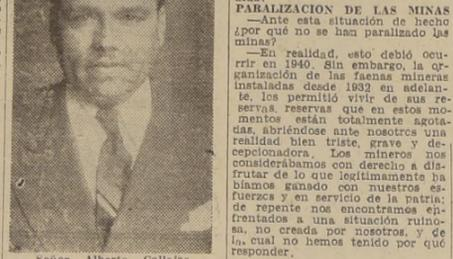 PARALIZACION DE LAS MINAS
—Ante esta situación de hecho
¿por qué no se han paralizado las
minas?
—En realidad, esto debió ocu-
rrir en 1940. Sin embargo, la or-
ganización de las faenas mineras
instaladas desde 1932 en adelan-
te, los permitió vivir de sus re-
servas, reservas que en estos mo-
mentos están totalmente agota-
das, abriéndose ante nosotros una
realidad bien triste, grave y de-
cepcionadora. Los mineros nos
considerábamos con derecho a dis-
frutar de lo que legítimamente ha
bíamos ganado con nuestros es-
fuerzos y en servicio de la patria;
de repente nos encontramos en-
frentados a una situación ruino-
sa, no creada por nosotros, y de
la cual no hemos tenido por qué
responder.
Señor Alberto